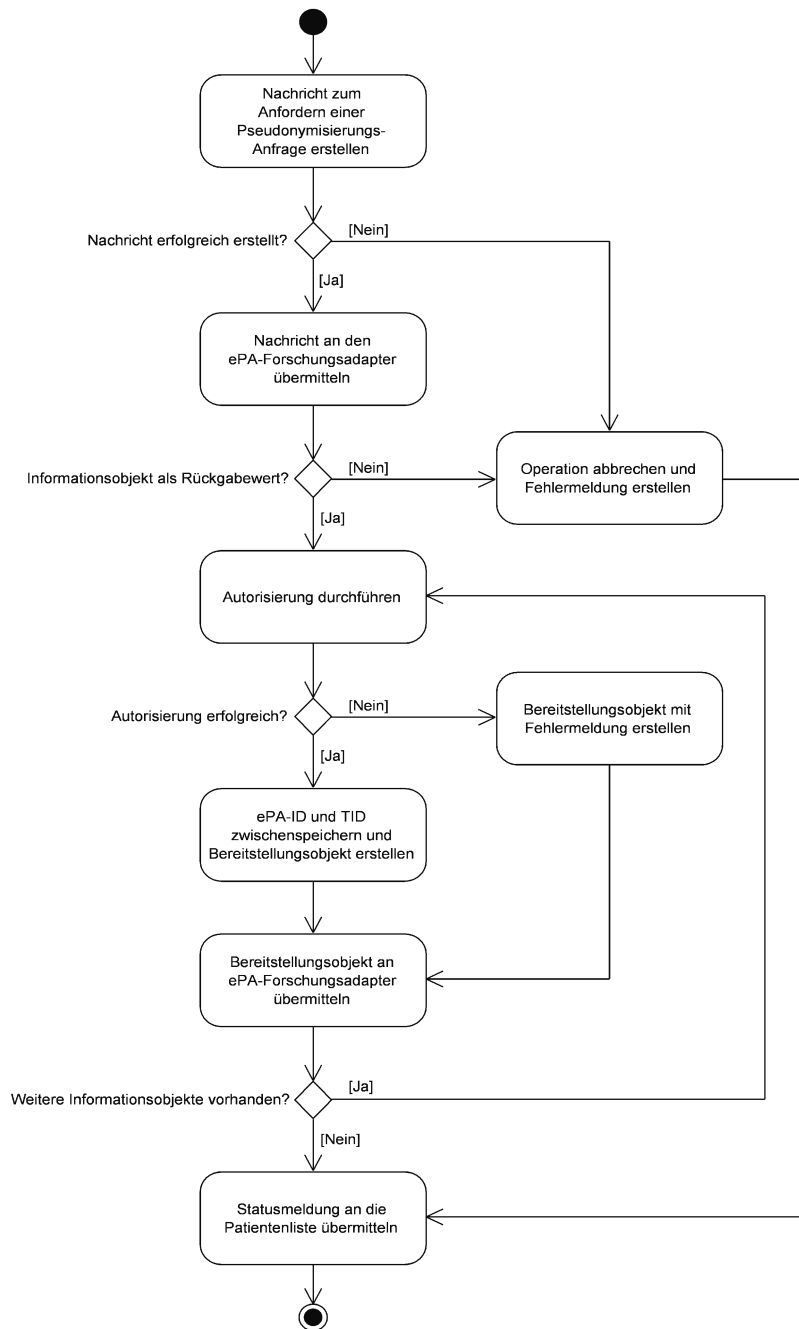 Nachricht zum
Anfordern einer
Pseudonymisierungs-
Anfrage erstellen
Nachricht erfolgreich erstellt?
[Nein]
[Ja]
Nachricht an den
ePA-Forschungsadapter
übermitteln
Informationsobjekt als Rückgabewert?
[Nein]
Operation abbrechen und
Fehlermeldung erstellen
[Ja]
Autorisierung durchführen
Autorisierung erfolgreich?
[Nein]
Bereitstellungsobjekt mit
Fehlermeldung erstellen
[Ja]
ePA-ID und TID
zwischenspeichern und
Bereitstellungsobjekt erstellen
Bereitstellungsobjekt an
ePA-Forschungsadapter
übermitteln
Weitere Informationsobjekte vorhanden?
[Ja]
[Nein]
Statusmeldung an die
Patientenliste übermitteln